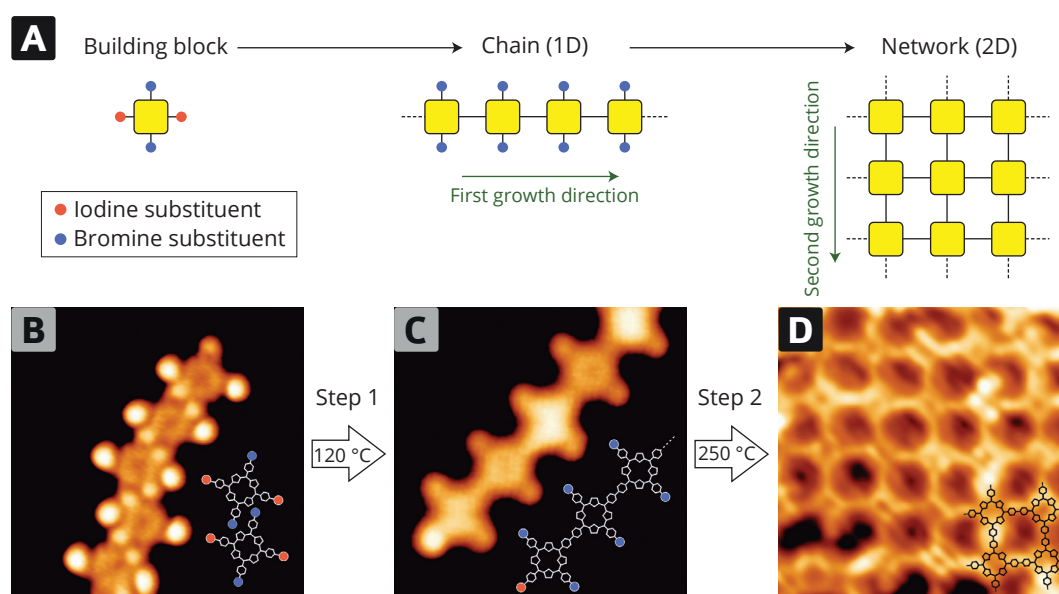 A
Building block
Chain (1D)
Network (2D)
First growth direction
Second growth direction
Iodine substituent
Bromine substituent
B
Step 1
120 °C
C
Step 2
250 °C
D